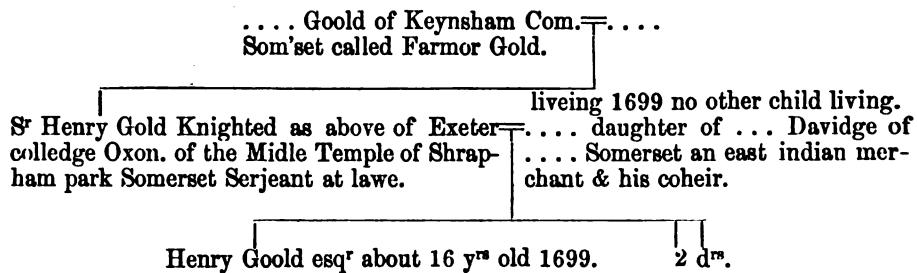 .... Goold of Keynsham Com.=....
Som'set called Farmor Gold.
liveing 1699 no other child living.
Sʳ Henry Gold Knighted as above of Exeter=.... daughter of ... Davidge of
colledge Oxon. of the Midle Temple of Shrap-
ham park Somerset Serjeant at lawe.
.... Somerset an east indian mer-
chant & his coheir.
Henry Goold esqʳ about 16 yʳˢ old 1699.
2 dʳˢ.